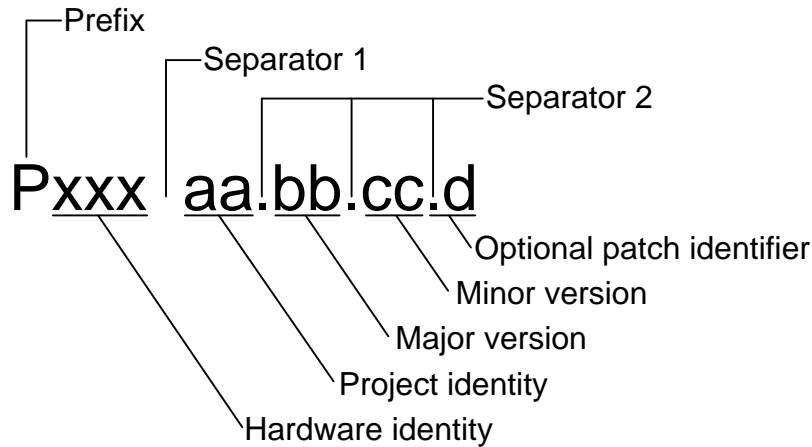 Prefix
Separator 1
Separator 2
Pxxx aa.bb.cc.d
Optional patch identifier
Minor version
Major version
Project identity
Hardware identity